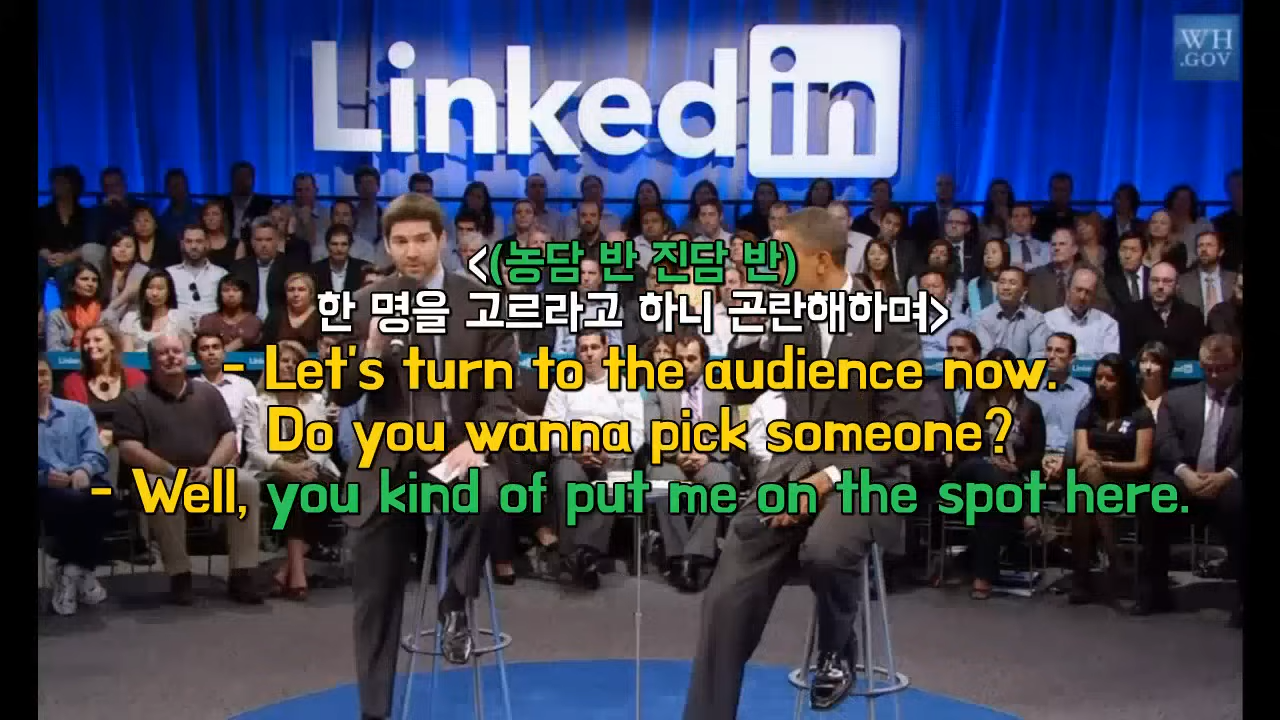 Linkedin
WH
.GOV
<(농담 반 진담 반)
한 명을 고르라고 하니 곤란해하며>
- Let's turn to the audience now.
Do you wanna pick someone?
- Well, you kind of put me on the spot here.